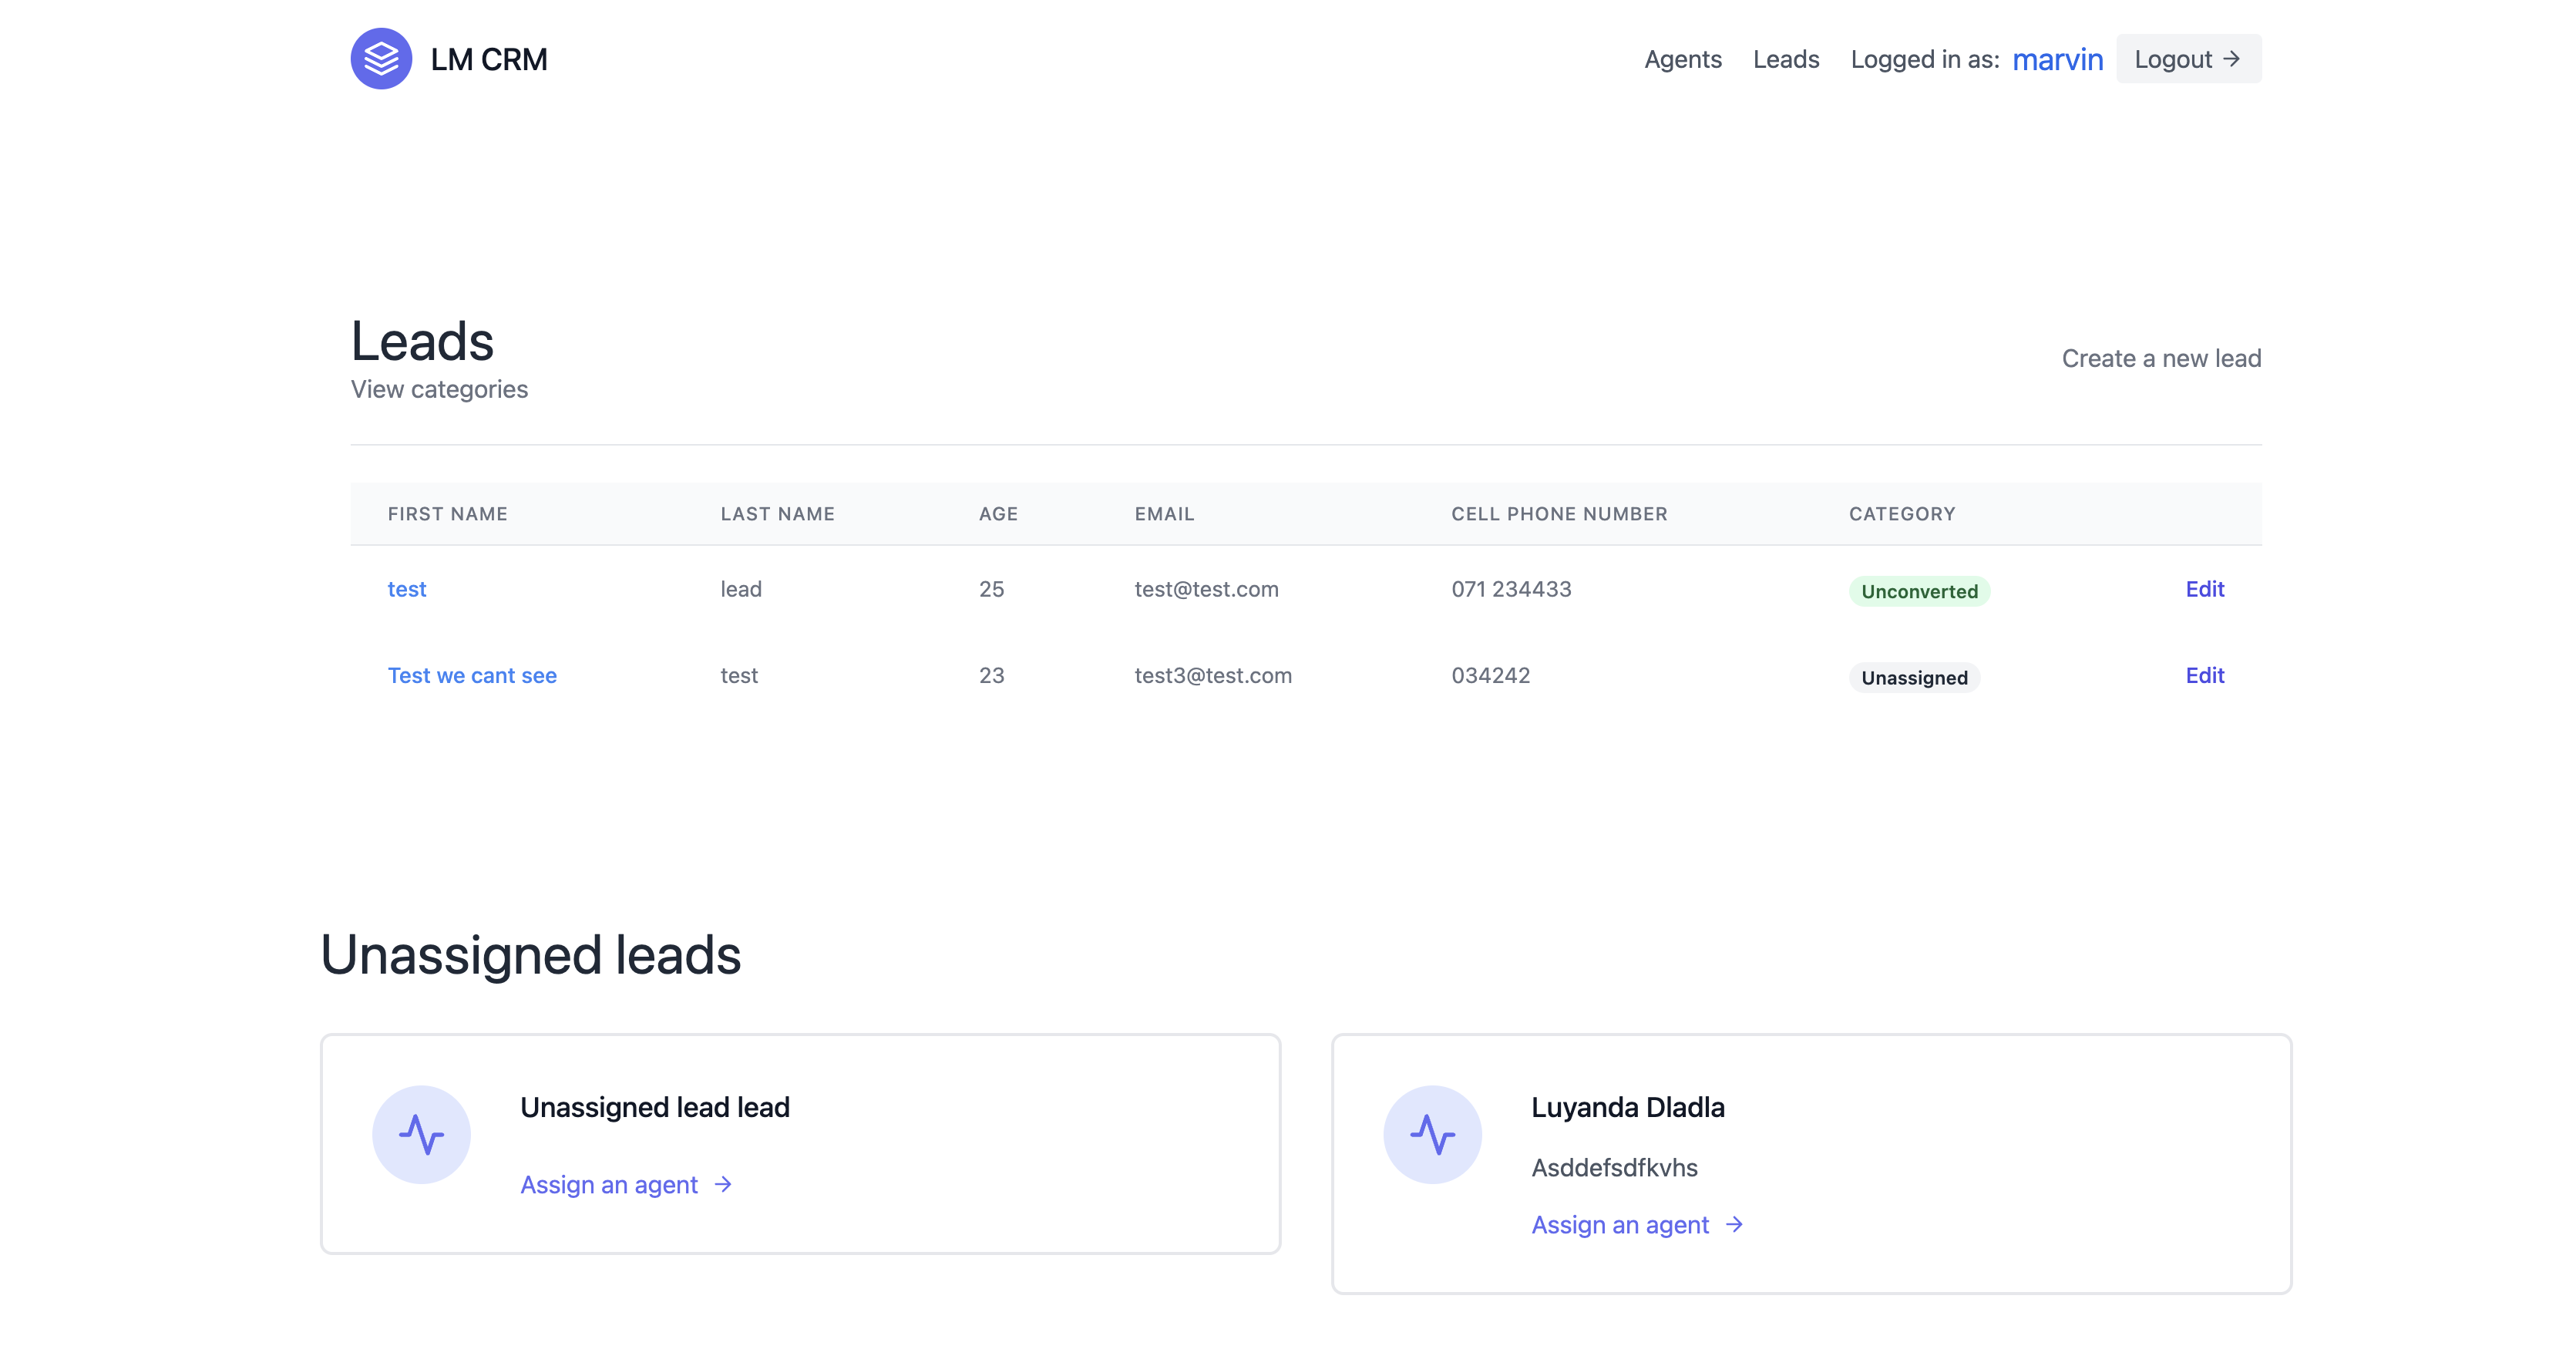 LM CRM
Agents Leads Logged in as: marvin Logout →
Leads
View categories
Create a new lead
FIRST NAME LAST NAME AGE EMAIL CELL PHONE NUMBER CATEGORY
test lead 25 test@test.com 071 234433 Unconverted Edit
Test we cant see test 23 test3@test.com 034242 Unassigned Edit
Unassigned leads
Unassigned lead lead
Assign an agent →
Luyanda Dladla
Asddefsdfkvhs
Assign an agent →